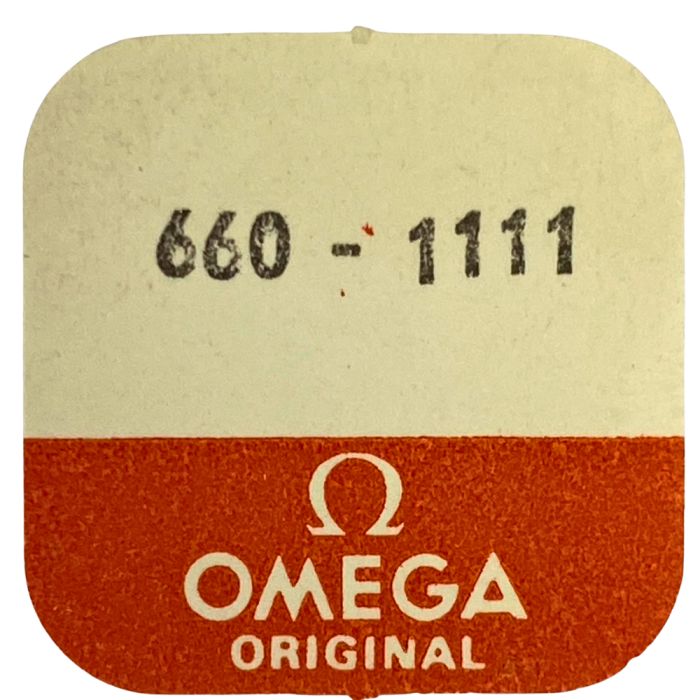 660 - 1111
Ω
OMEGA
ORIGINAL